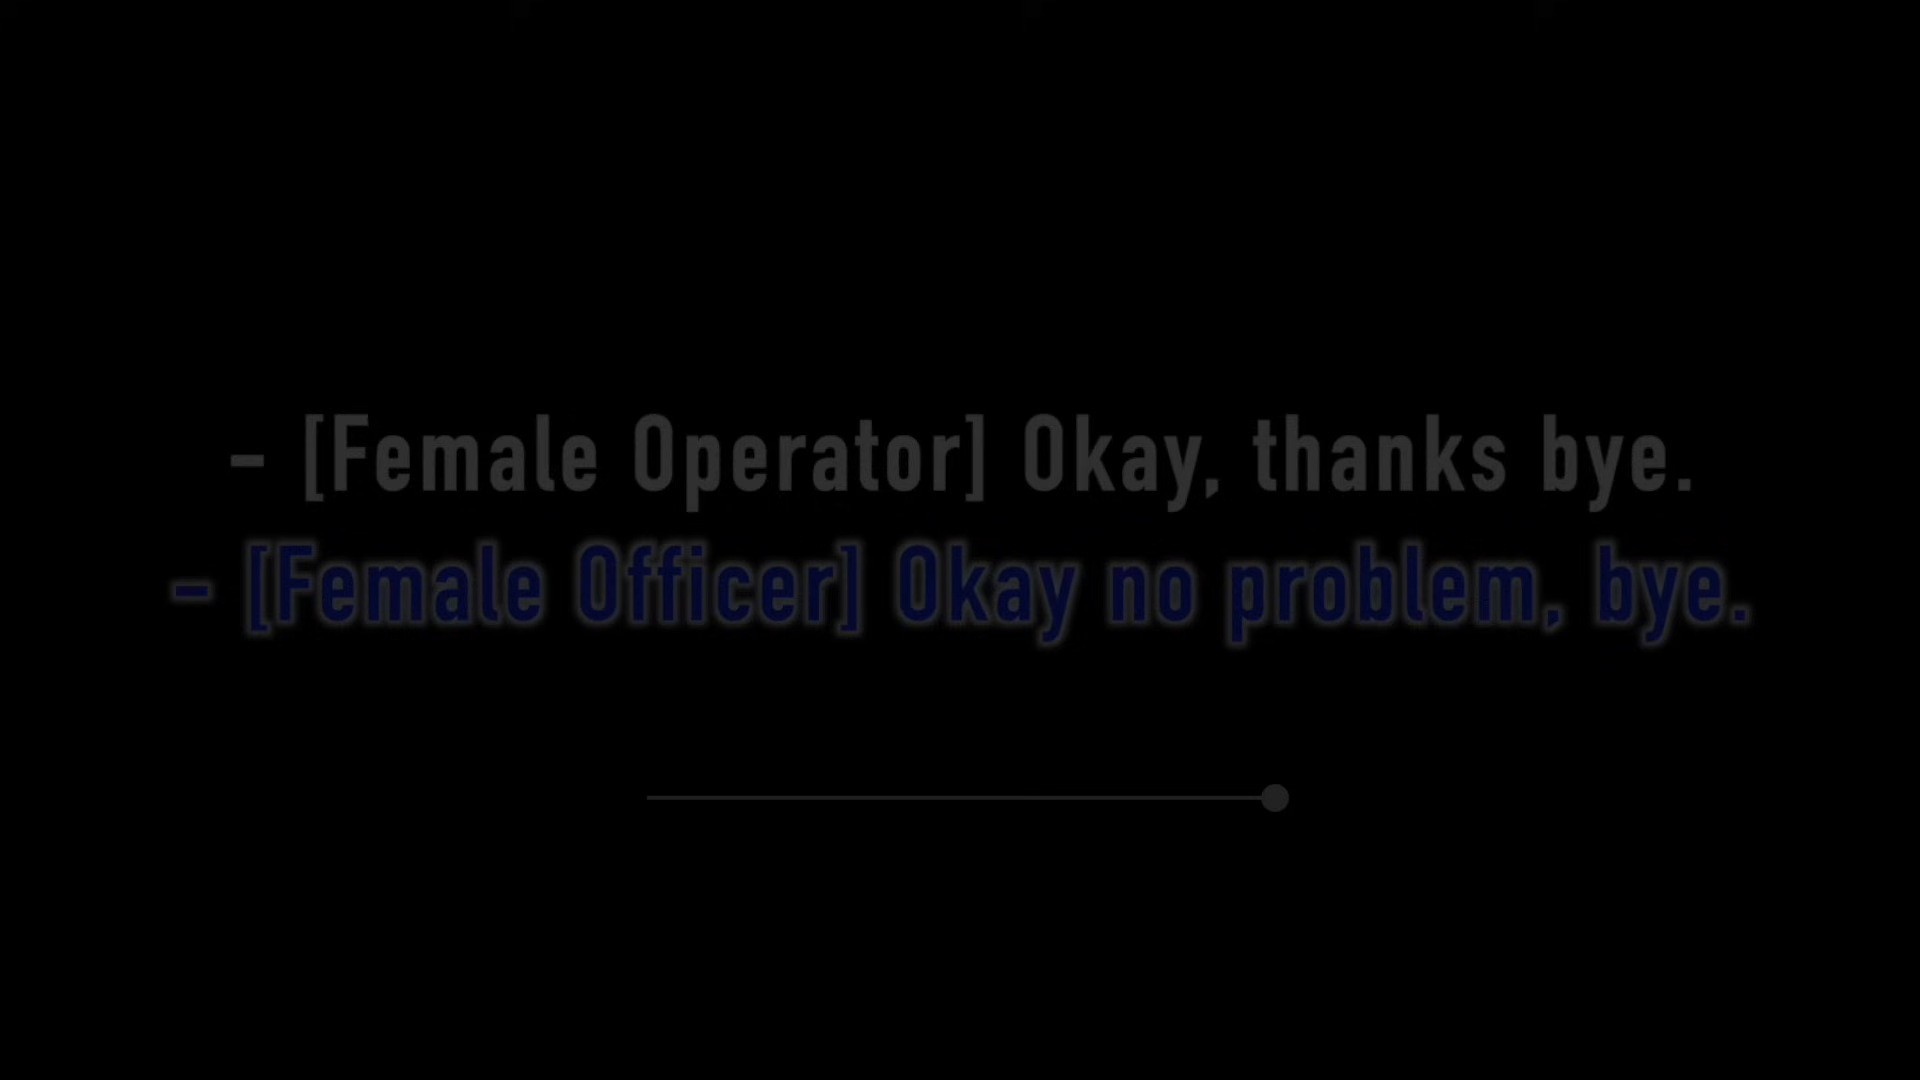 – [Female Operator] Okay, thanks bye.
– [Female Officer] Okay no problem, bye.